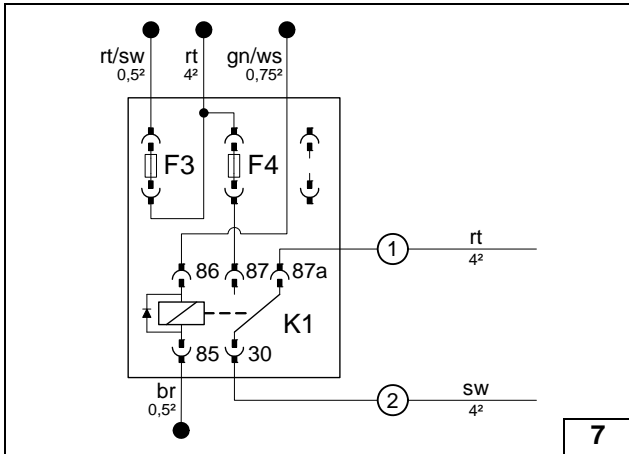 rt/sw rt gn/ws
0,5² 4² 0,75²
F3 F4
1 rt
4²
86 87 87a
K1
85 30
br
0,5²
2 sw
4²
7